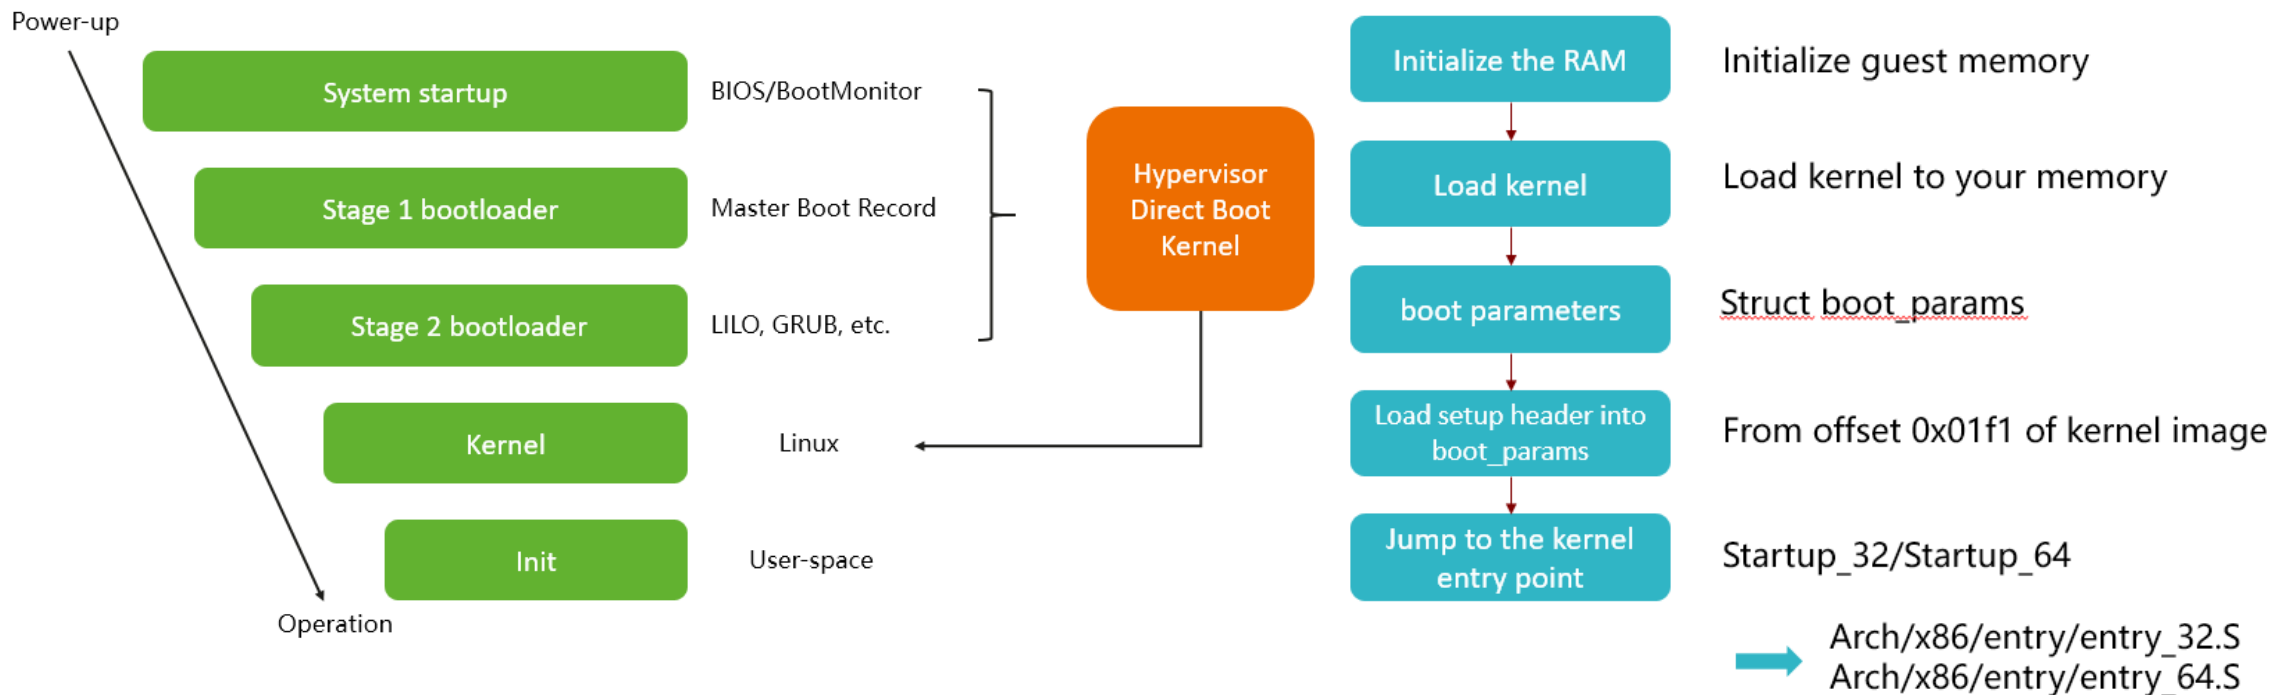 Power-up
System startup
BIOS/BootMonitor
Stage 1 bootloader
Master Boot Record
Stage 2 bootloader
LILO, GRUB, etc.
Kernel
Linux
Init
User-space
Operation
Hypervisor
Direct Boot
Kernel
Initialize the RAM
Initialize guest memory
Load kernel
Load kernel to your memory
boot parameters
Struct boot_params
Load setup header into
boot_params
From offset 0x01f1 of kernel image
Jump to the kernel
entry point
Startup_32/Startup_64
Arch/x86/entry/entry_32.S
Arch/x86/entry/entry_64.S